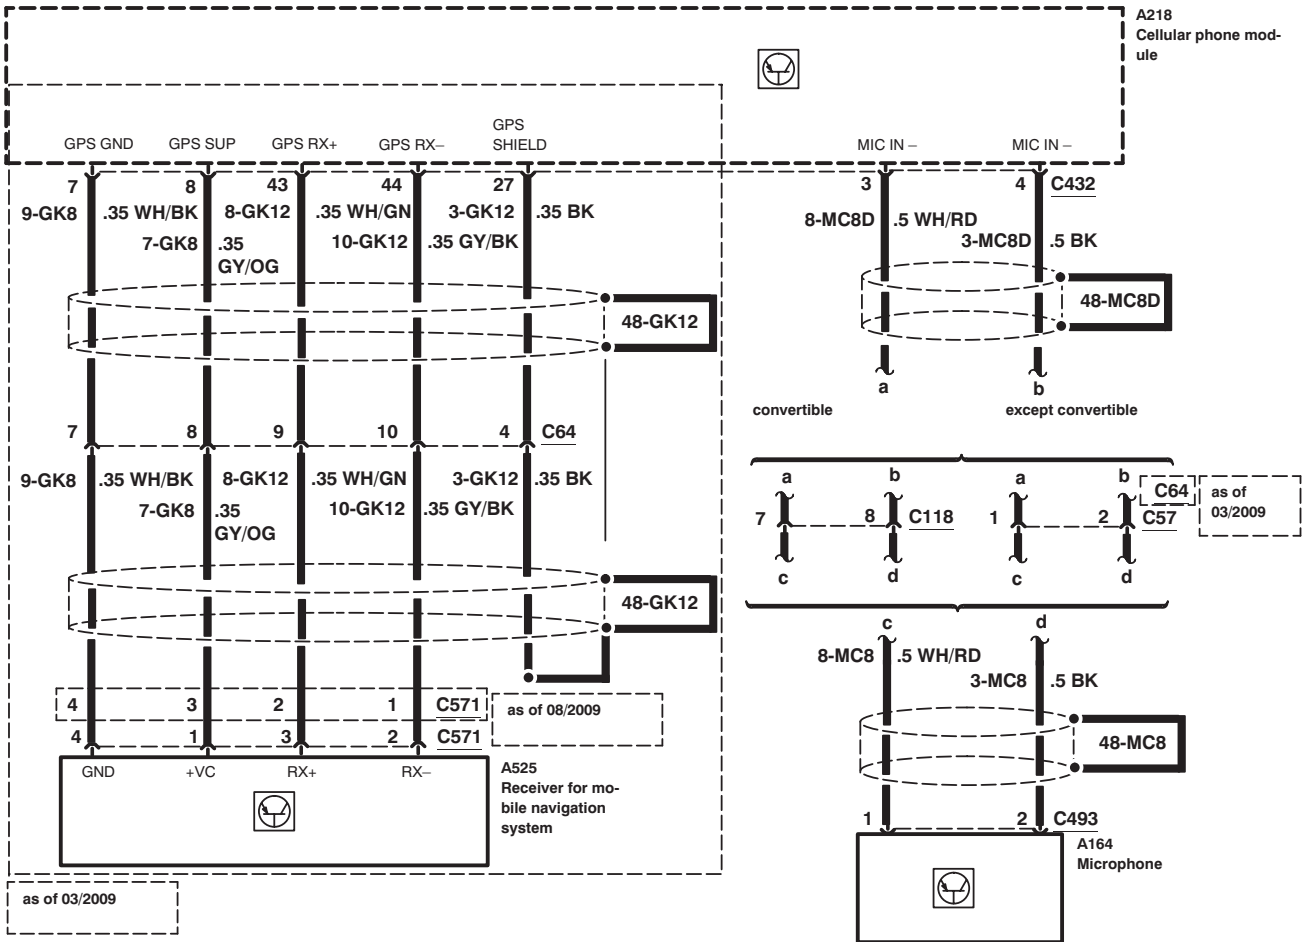 A218
Cellular phone mod-
ule
GPS GND GPS SUP GPS RX+ GPS RX– GPS
SHIELD
MIC IN – MIC IN –
7 8 43 44 27 3 4 C432
9-GK8 .35 WH/BK 8-GK12 .35 WH/GN 3-GK12 .35 BK 8-MC8D .5 WH/RD
7-GK8 .35
GY/OG
10-GK12 .35 GY/BK 3-MC8D .5 BK
48-GK12 48-MC8D
a b
convertible except convertible
7 8 9 10 4 C64
9-GK8 .35 WH/BK 8-GK12 .35 WH/GN 3-GK12 .35 BK
7-GK8 .35
GY/OG
10-GK12 .35 GY/BK
a b a b
C64 as of
03/2009
7 8 C118 1 2 C57
c d c d
48-GK12
c d
8-MC8 .5 WH/RD
3-MC8 .5 BK
4 3 2 1 C571 as of 08/2009
4 1 3 2 C571
48-MC8
GND +VC RX+ RX–
A525
Receiver for mo-
bile navigation
system
1 2 C493
A164
Microphone
as of 03/2009